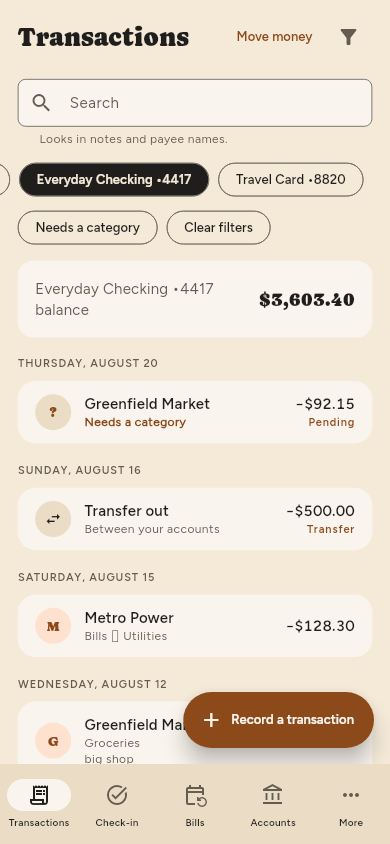 Transactions
Move money
Search
Looks in notes and payee names.
Everyday Checking •4417
Travel Card •8820
Needs a category
Clear filters
Everyday Checking •4417
balance
$3,603.40
THURSDAY, AUGUST 20
?
Greenfield Market
−$92.15
Needs a category
Pending
SUNDAY, AUGUST 16
Transfer out
−$500.00
Between your accounts
Transfer
SATURDAY, AUGUST 15
M
Metro Power
−$128.30
Bills ▯ Utilities
WEDNESDAY, AUGUST 12
G
Greenfield Ma
Groceries
big shop
+ Record a transaction
Transactions
Check-in
Bills
Accounts
More